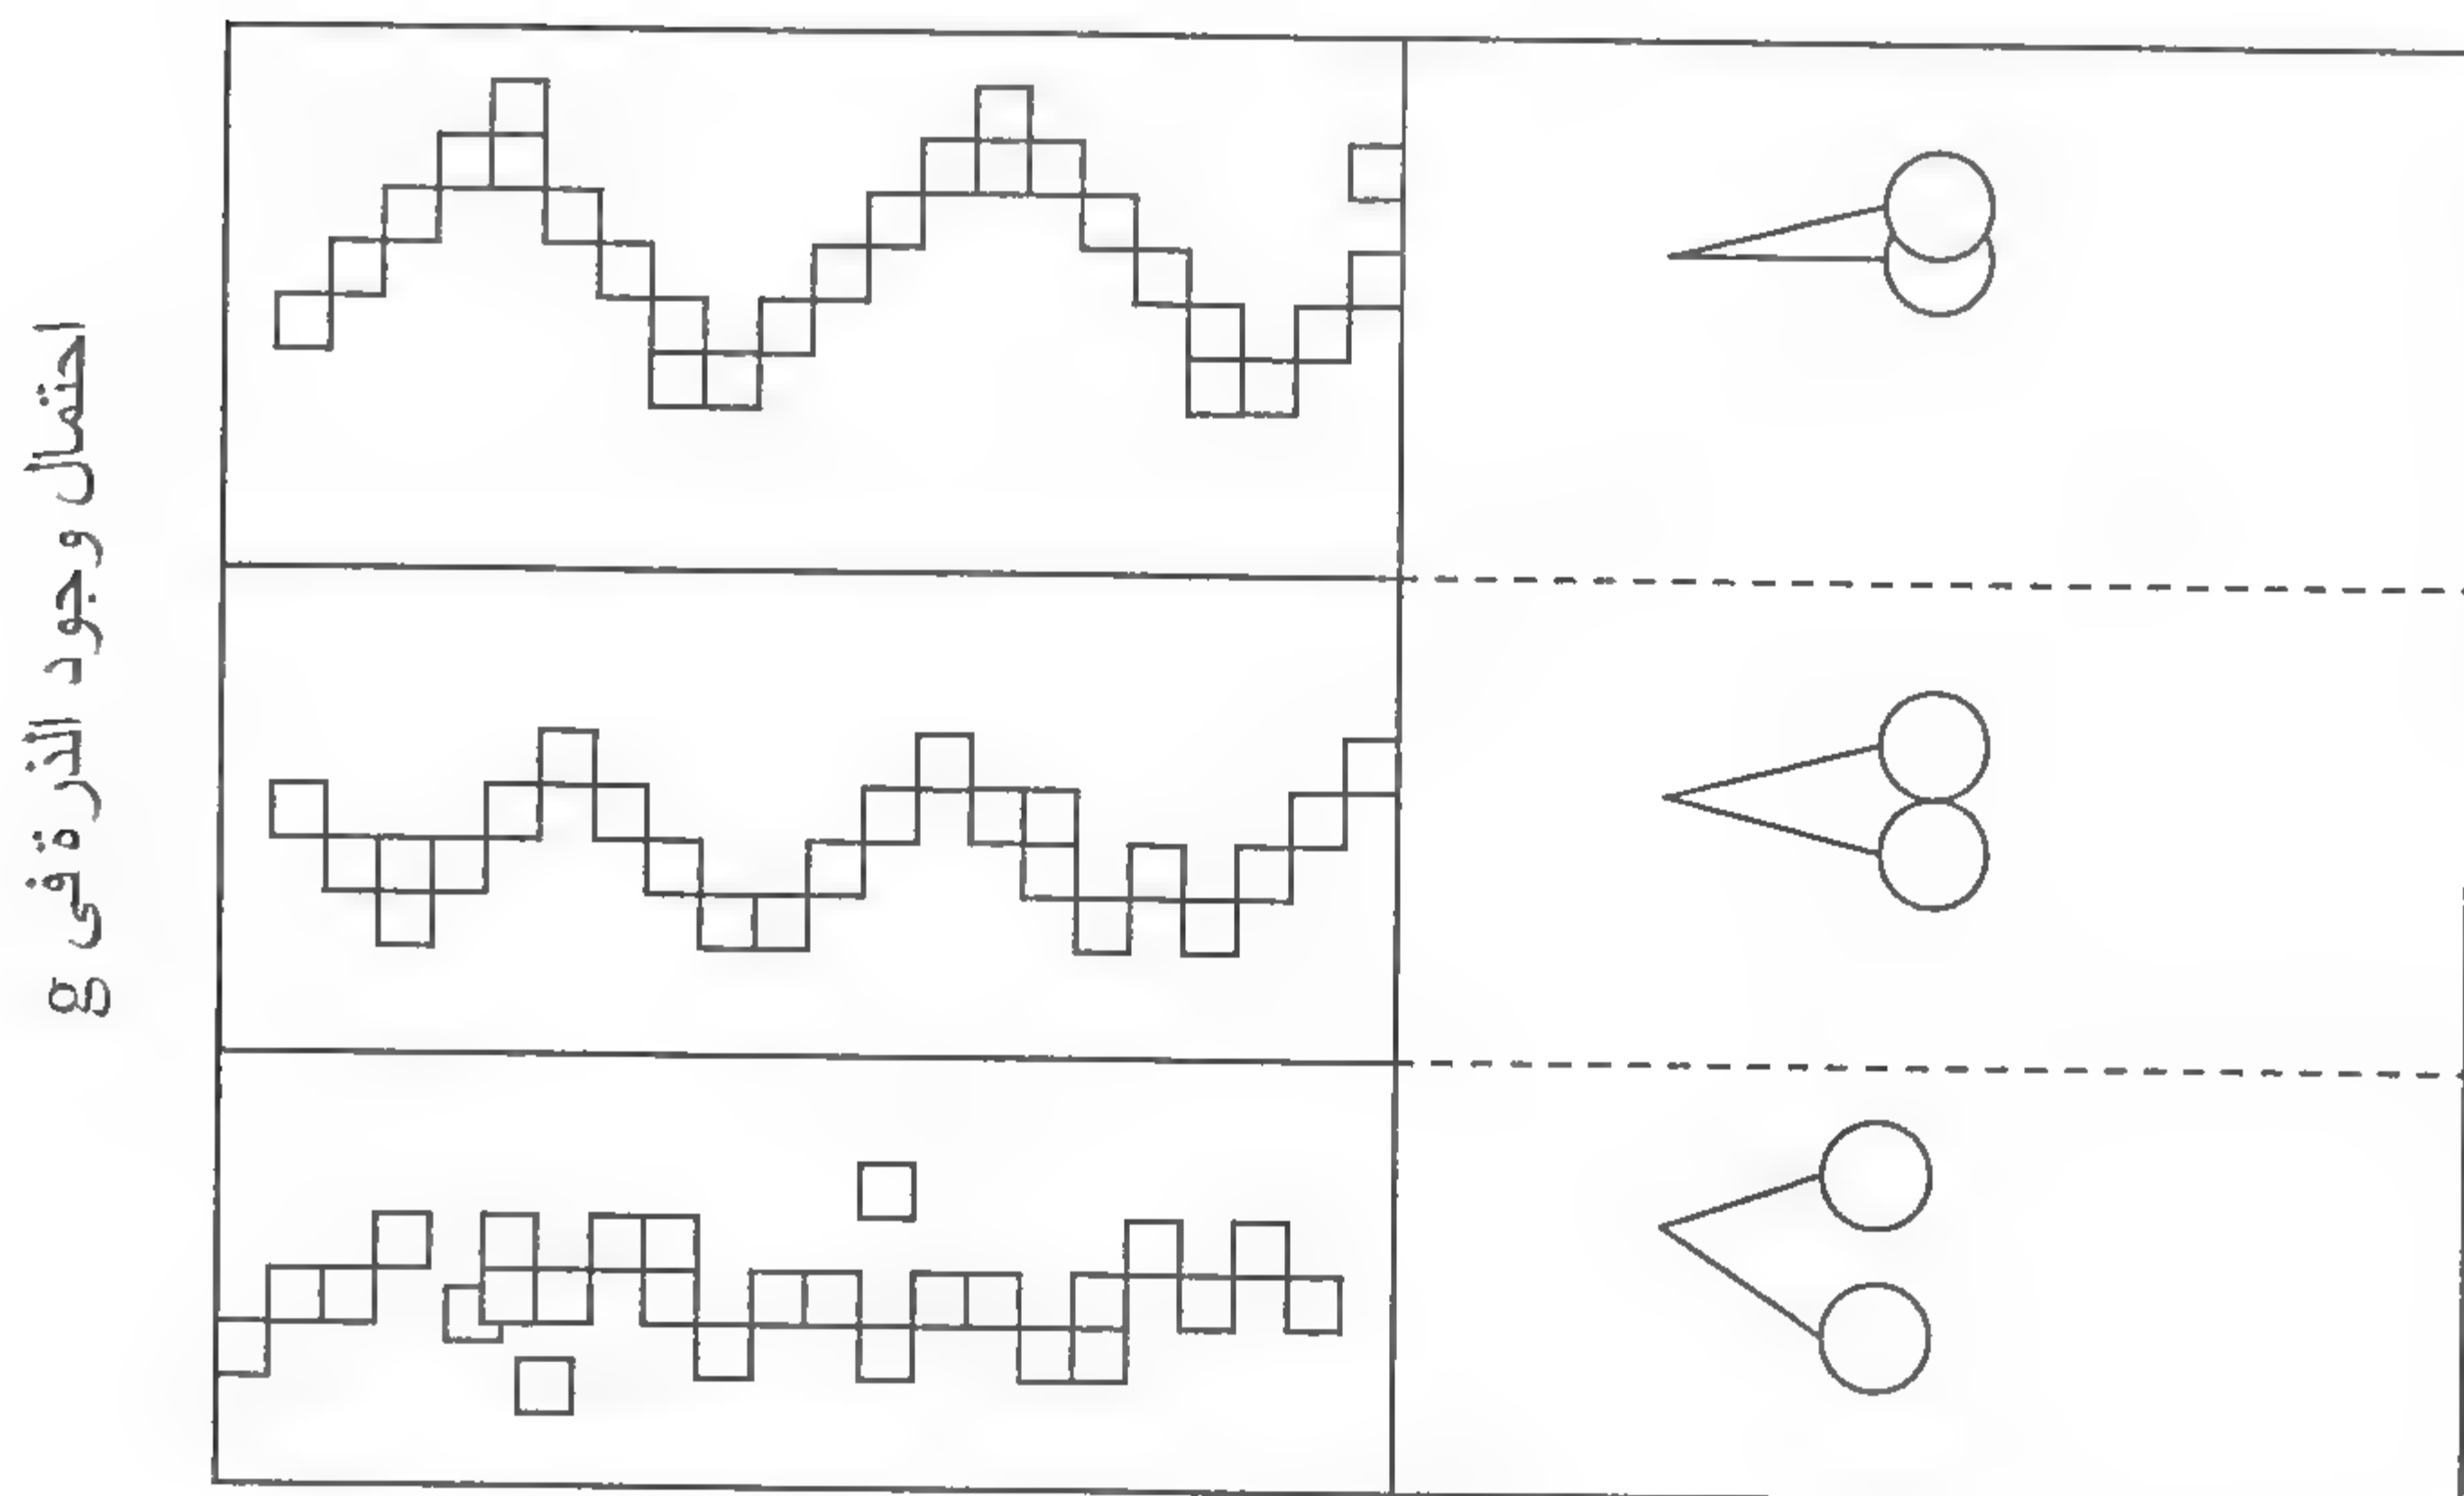 احتمال وجود الذرة في ع